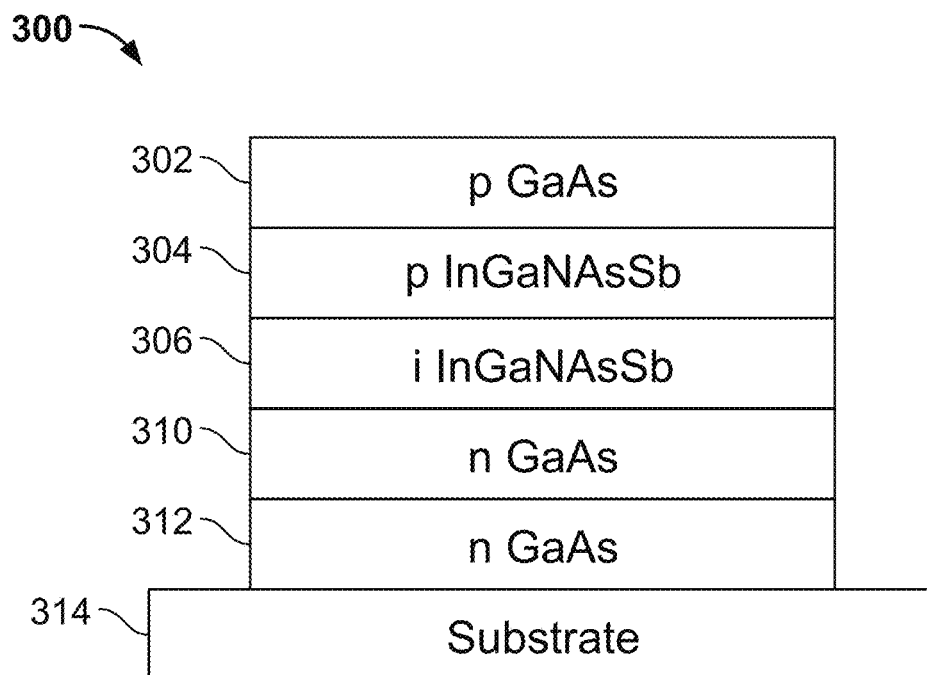 300
302
p GaAs
304
p InGaNAsSb
306
i InGaNAsSb
310
n GaAs
312
n GaAs
314
Substrate